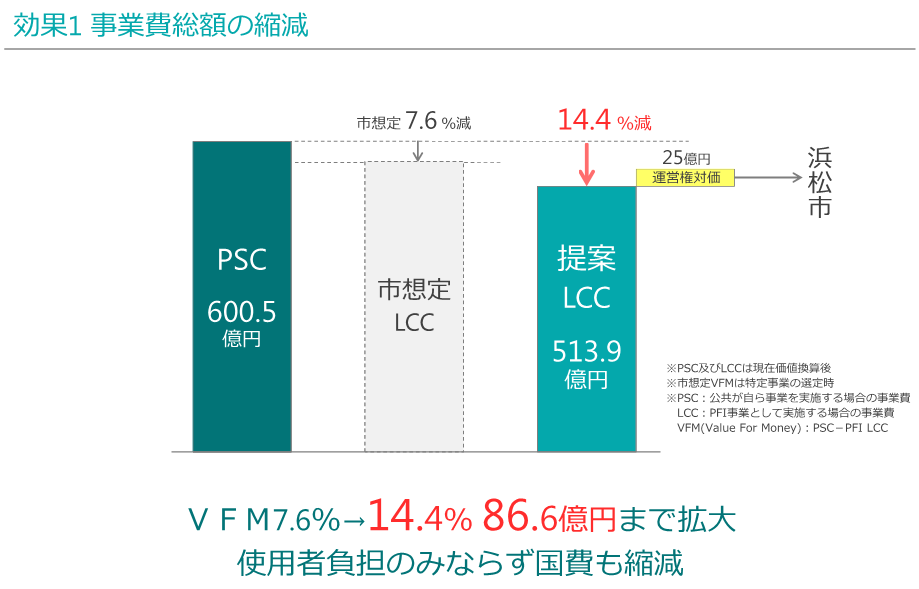 効果1 事業費総額の縮減
市想定 7.6 %減
14.4 %減
25億円
運営権対価
浜松市
PSC
600.5
億円
市想定
LCC
提案
LCC
513.9
億円
※PSC及びLCCは現在価値換算後
※市想定VFMは特定事業の選定時
※PSC：公共が自ら事業を実施する場合の事業費
LCC：PFI事業として実施する場合の事業費
VFM(Value For Money)：PSC－PFI LCC
ＶＦＭ7.6%→14.4% 86.6億円まで拡大
使用者負担のみならず国費も縮減